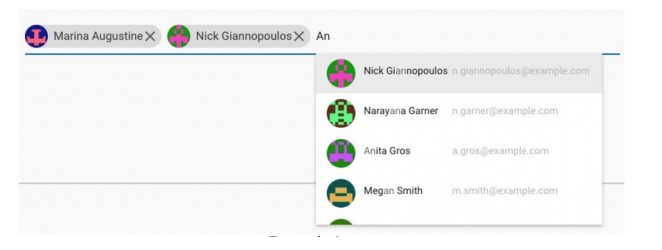 Marina Augustine Nick Giannopoulos An
Nick Giannopoulos n.giannopoulos@example.com
Narayana Garner n.garner@example.com
Anita Gros a.gros@example.com
Megan Smith m.smith@example.com